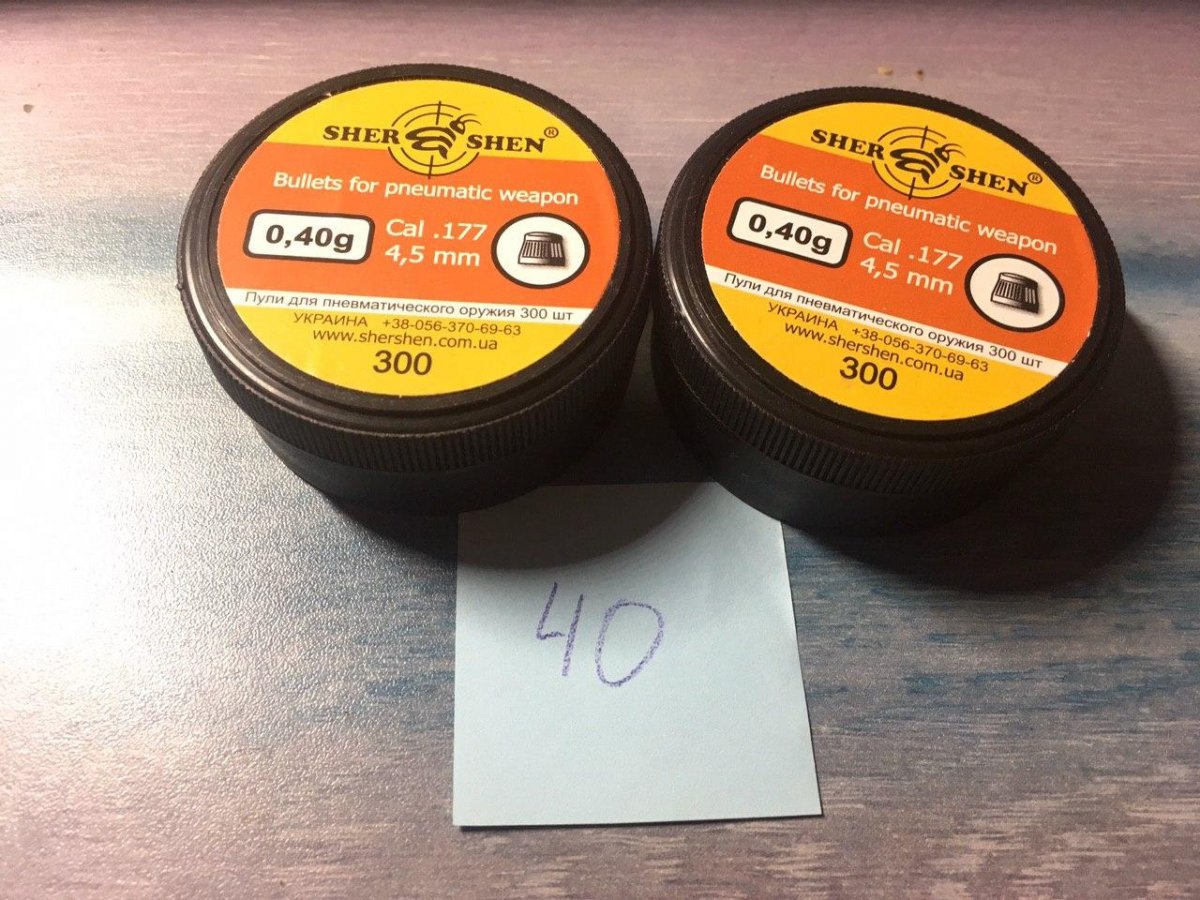 SHER SHEN®
Bullets for pneumatic weapon
0,40g
Cal .177
4,5 mm
Пули для пневматического оружия 300 шт
УКРАИНА +38-056-370-69-63
www.shershen.com.ua
300
SHER SHEN®
Bullets for pneumatic weapon
0,40g
Cal .177
4,5 mm
Пули для пневматического оружия 300 шт
УКРАИНА +38-056-370-69-63
www.shershen.com.ua
300
40